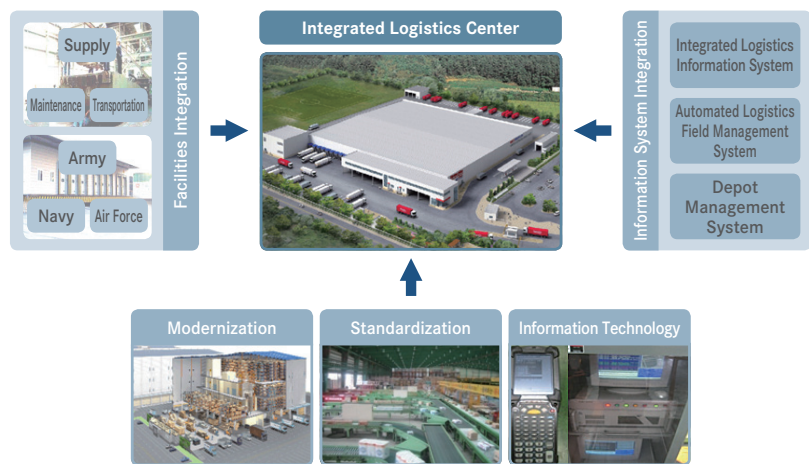 Supply
Maintenance
Transportation
Army
Navy
Air Force
Facilities Integration
Integrated Logistics Center
Information System Integration
Integrated Logistics
Information System
Automated Logistics
Field Management
System
Depot
Management
System
Modernization
Standardization
Information Technology